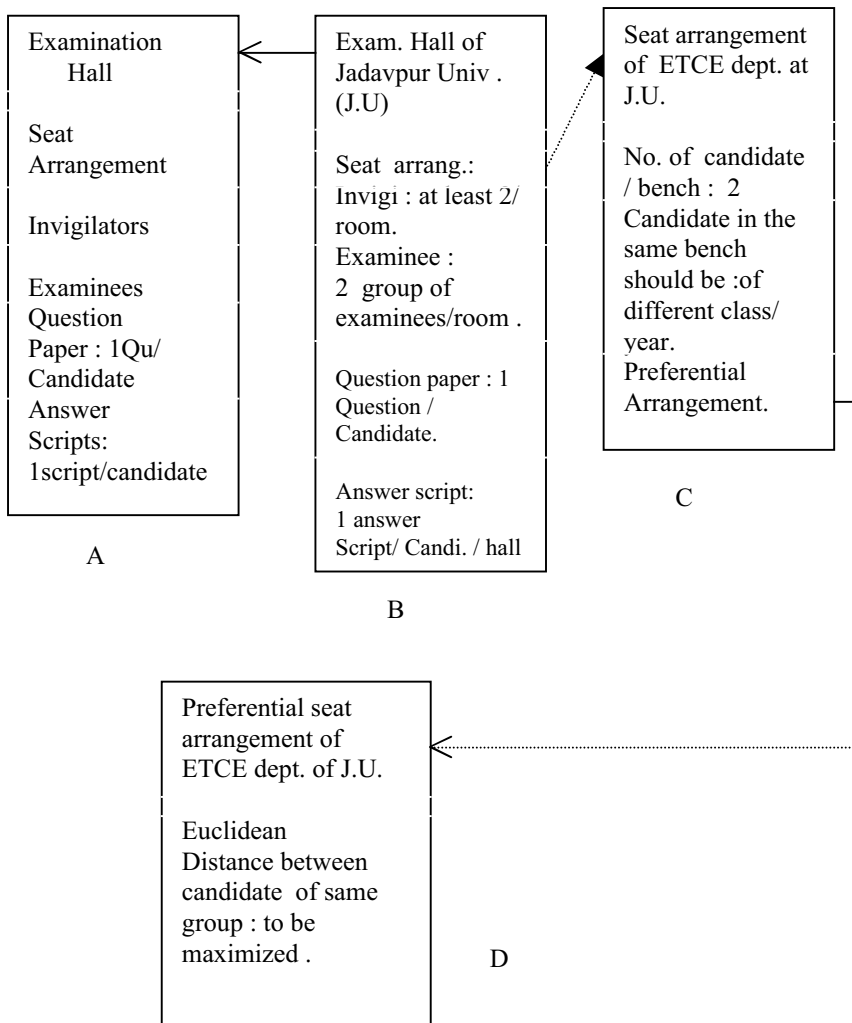 Examination
Hall
Seat
Arrangement
Invigilators
Examinees
Question
Paper : 1Qu/
Candidate
Answer
Scripts:
1script/candidate
A
Exam. Hall of
Jadavpur Univ .
(J.U)
Seat arrang.:
Invigi : at least 2/
room.
Examinee :
2 group of
examinees/room .
Question paper : 1
Question /
Candidate.
Answer script:
1 answer
Script/ Candi. / hall
B
Seat arrangement
of ETCE dept. at
J.U.
No. of candidate
/ bench : 2
Candidate in the
same bench
should be :of
different class/
year.
Preferential
Arrangement.
C
Preferential seat
arrangement of
ETCE dept. of J.U.
Euclidean
Distance between
candidate of same
group : to be
maximized .
D